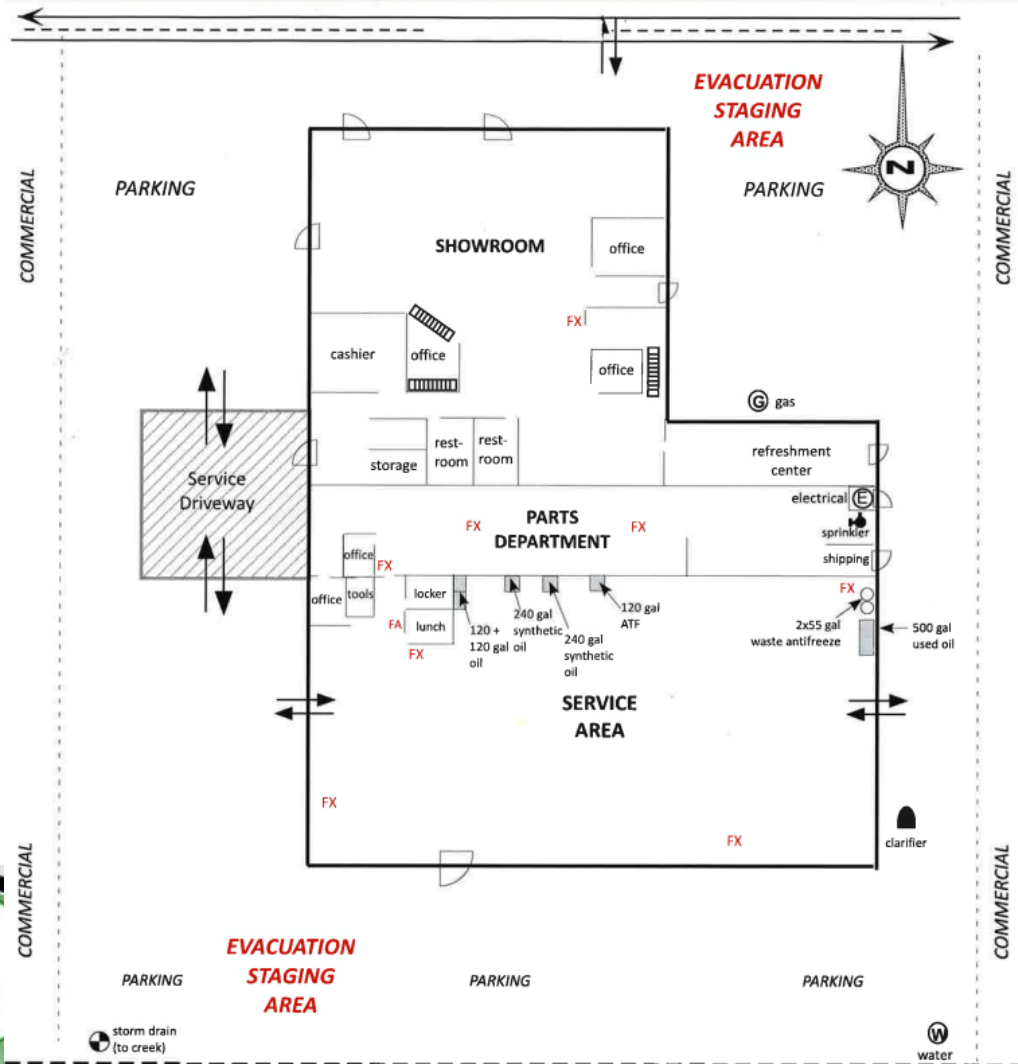 EVACUATION
STAGING
AREA
COMMERCIAL
PARKING
PARKING
N
COMMERCIAL
SHOWROOM
office
FX
cashier
office
office
G gas
rest-
room
rest-
room
storage
refreshment
center
Service
Driveway
electrical E
FX
PARTS
DEPARTMENT
FX
sprinkler
office
FX
shipping
office
tools
locker
FX
FA
lunch
FX
120 +
120 gal
oil
240 gal
synthetic
oil
240 gal
synthetic
oil
120 gal
ATF
2x55 gal
waste antifreeze
500 gal
used oil
SERVICE
AREA
FX
FX
clarifier
COMMERCIAL
COMMERCIAL
EVACUATION
STAGING
AREA
PARKING
PARKING
PARKING
storm drain
(to creek)
W
water